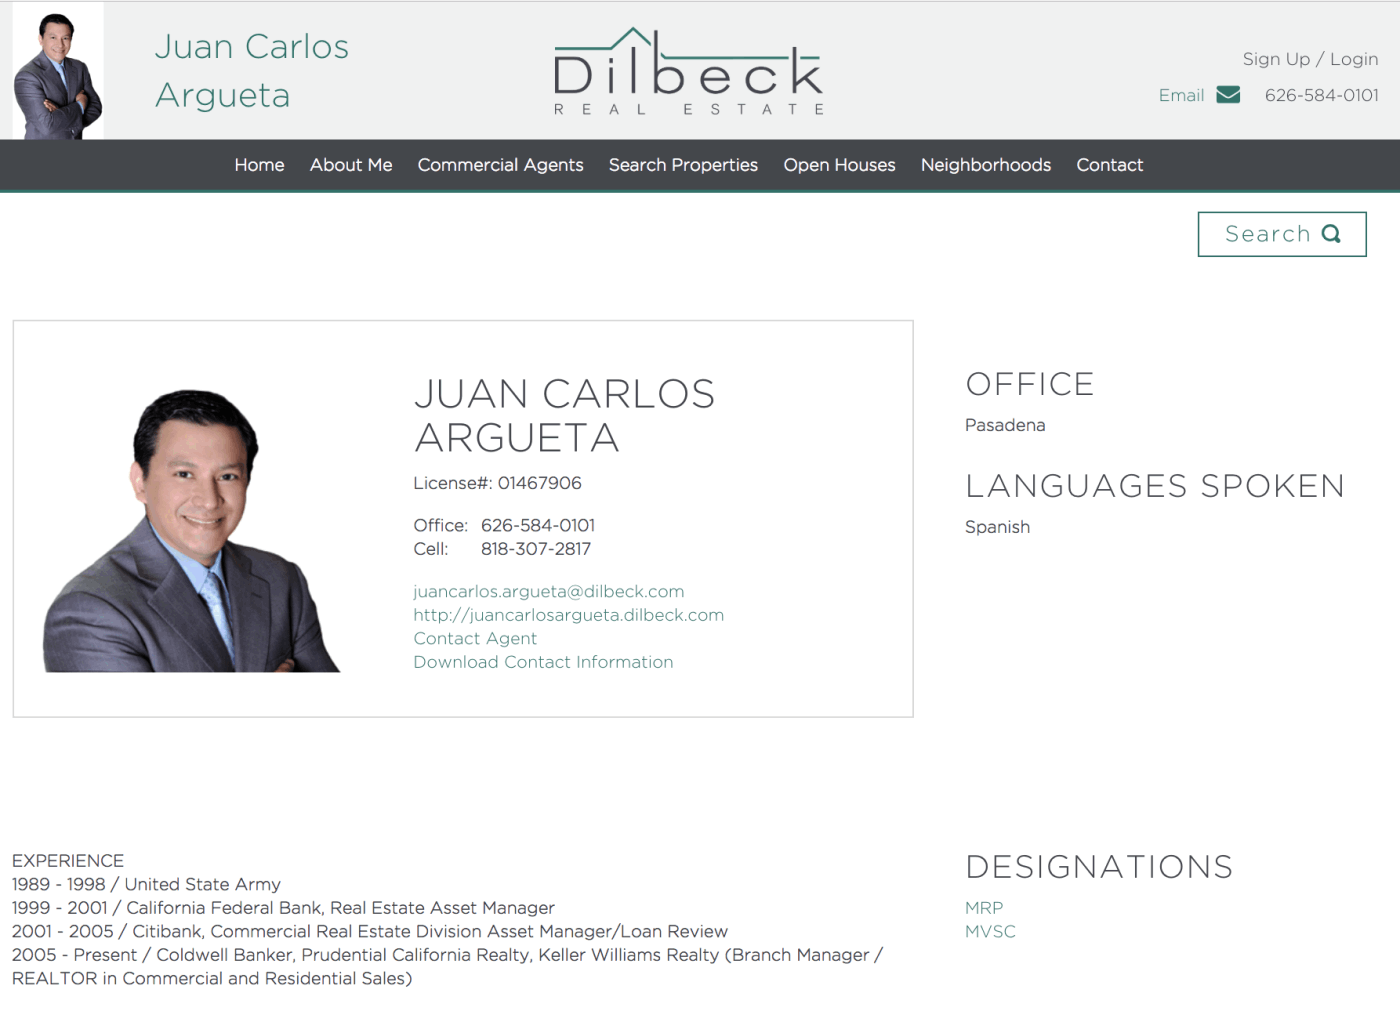 Juan Carlos
Argueta
Dilbeck
REAL ESTATE
Sign Up / Login
Email 626-584-0101
Home About Me Commercial Agents Search Properties Open Houses Neighborhoods Contact
Search
JUAN CARLOS
ARGUETA
License#: 01467906
Office: 626-584-0101
Cell: 818-307-2817
juancarlos.argueta@dilbeck.com
http://juancarlosargueta.dilbeck.com
Contact Agent
Download Contact Information
OFFICE
Pasadena
LANGUAGES SPOKEN
Spanish
EXPERIENCE
1989 - 1998 / United State Army
1999 - 2001 / California Federal Bank, Real Estate Asset Manager
2001 - 2005 / Citibank, Commercial Real Estate Division Asset Manager/Loan Review
2005 - Present / Coldwell Banker, Prudential California Realty, Keller Williams Realty (Branch Manager /
REALTOR in Commercial and Residential Sales)
DESIGNATIONS
MRP
MVSC